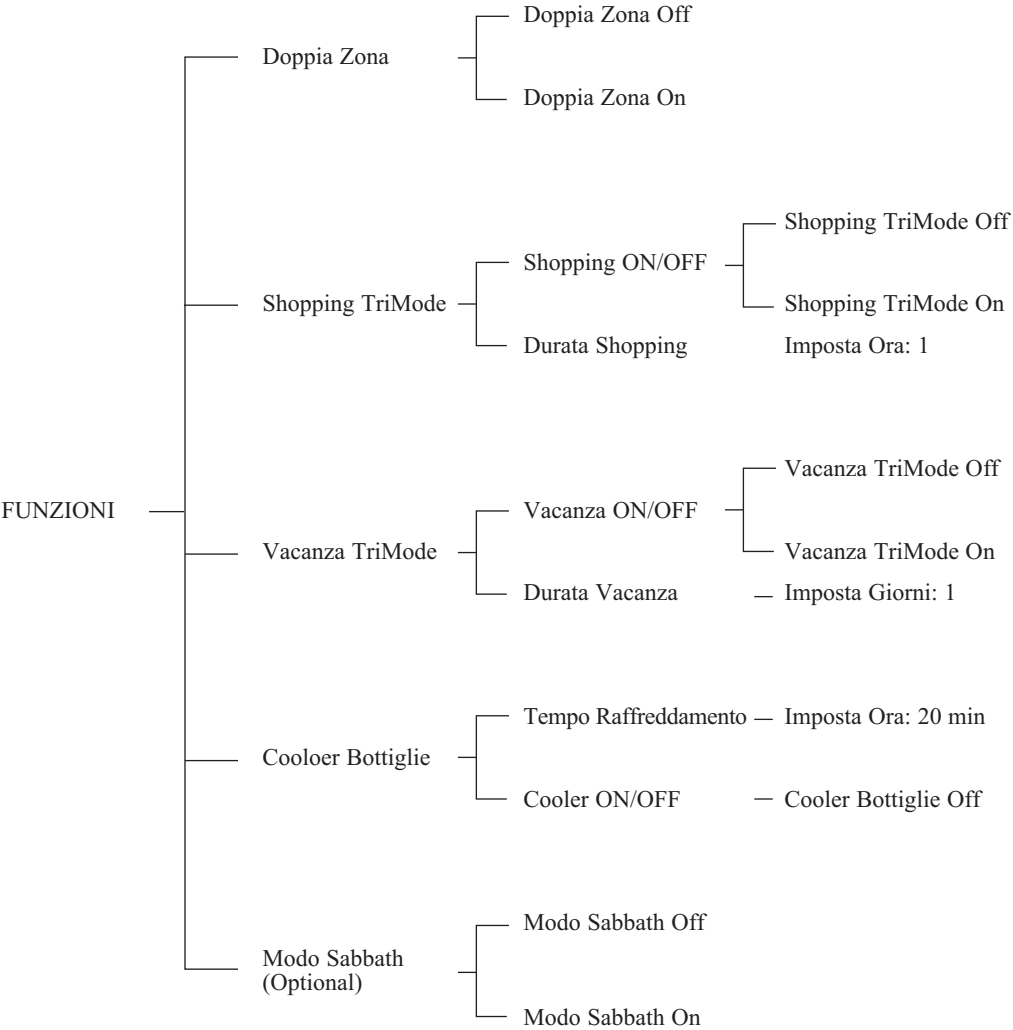 Doppia Zona Off
Doppia Zona
Doppia Zona On
Shopping TriMode Off
Shopping ON/OFF
Shopping TriMode
Shopping TriMode On
Durata Shopping
Imposta Ora: 1
Vacanza TriMode Off
FUNZIONI
Vacanza ON/OFF
Vacanza TriMode
Vacanza TriMode On
Durata Vacanza
Imposta Giorni: 1
Tempo Raffreddamento
Imposta Ora: 20 min
Cooloer Bottiglie
Cooler ON/OFF
Cooler Bottiglie Off
Modo Sabbath Off
Modo Sabbath
(Optional)
Modo Sabbath On